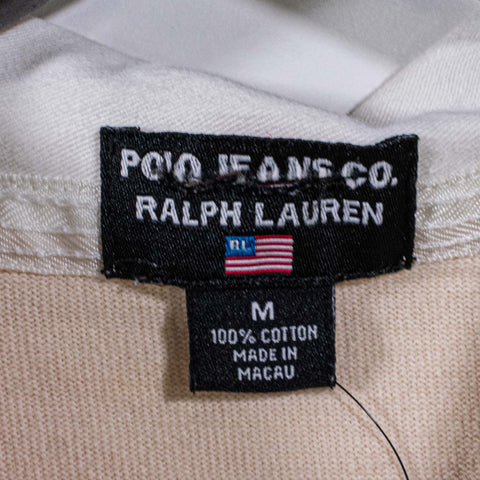 POLO JEANS CO.
RALPH LAUREN
RL
M
100% COTTON
MADE IN
MACAU